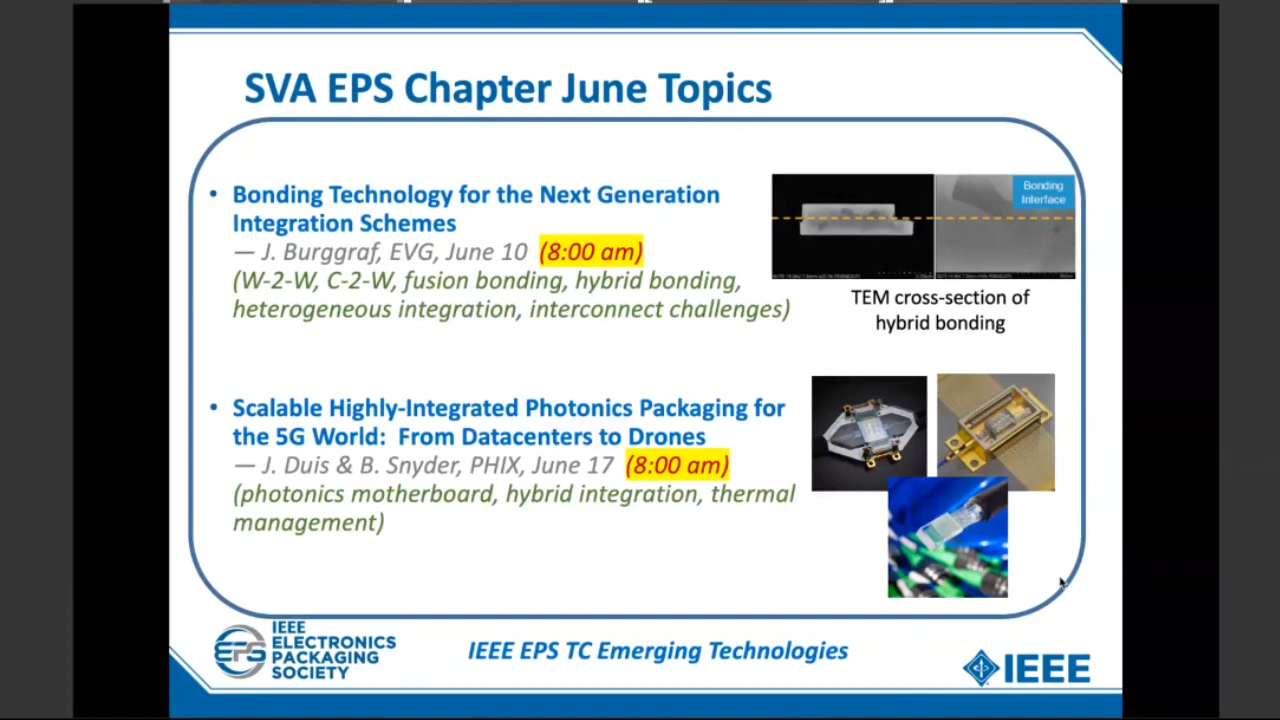 SVA EPS Chapter June Topics
• Bonding Technology for the Next Generation
Integration Schemes
— J. Burggraf, EVG, June 10 (8:00 am)
(W-2-W, C-2-W, fusion bonding, hybrid bonding,
heterogeneous integration, interconnect challenges)
Bonding
Interface
TEM cross-section of
hybrid bonding
• Scalable Highly-Integrated Photonics Packaging for
the 5G World: From Datacenters to Drones
— J. Duis & B. Snyder, PHIX, June 17 (8:00 am)
(photonics motherboard, hybrid integration, thermal
management)
EPS
IEEE
ELECTRONICS
PACKAGING
SOCIETY
IEEE EPS TC Emerging Technologies
IEEE